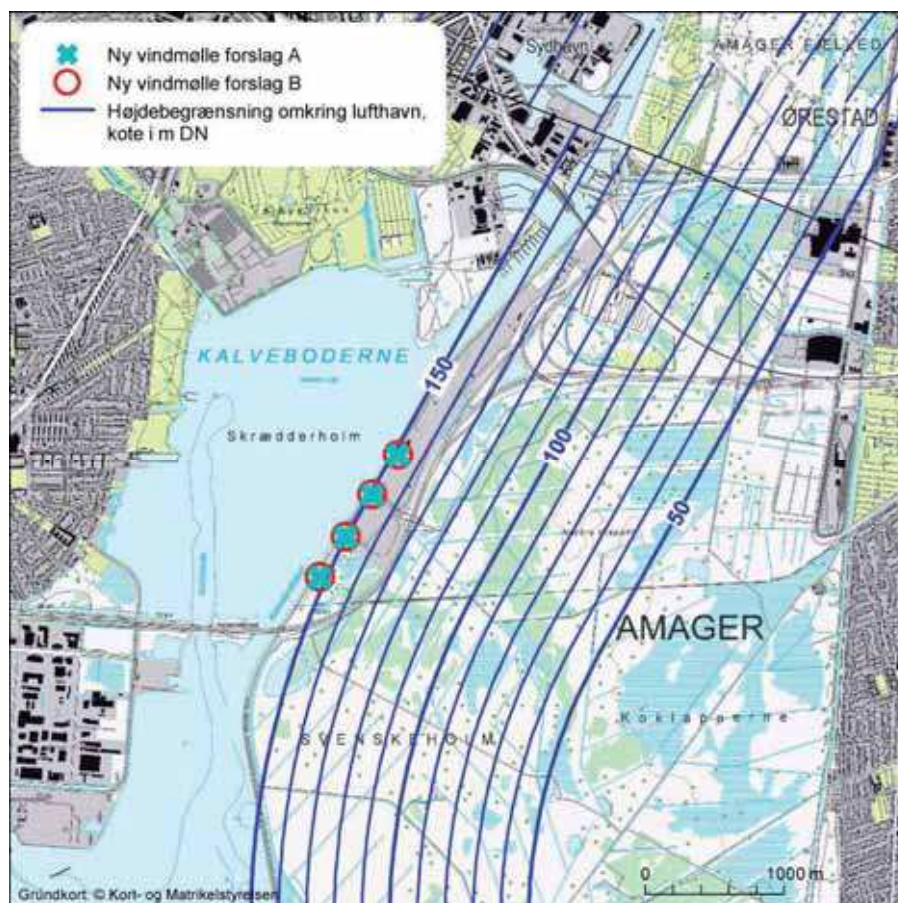 Ny vindmølle forslag A
Ny vindmølle forslag B
Højdebegrænsning omkring lufthavn,
kote i m DN
Sydhavn
AMAGER FÆLLED
ØRESTAD
KALVEBODERNE
150
Skrædderholm
100
50
AMAGER
Koklapperne
SVENSKEHOLM
0 1000 m
Grundkort: © Kort- og Matrikelstyrelsen